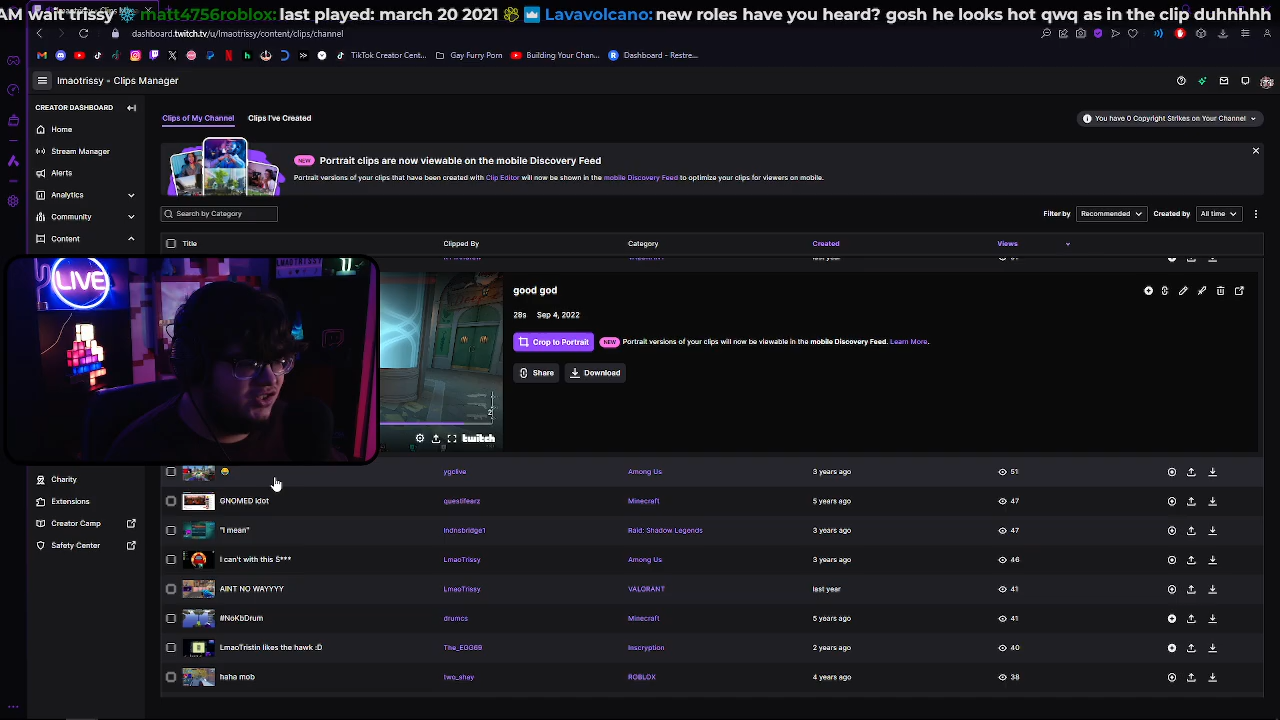 AM wait trissy matt4756roblox: last played: march 20 2021 Lavavolcano: new roles have you heard? gosh he looks hot qwq as in the clip duhhhhh
dashboard.twitch.tv/u/lmaotrissy/content/clips/channel
TikTok Creator Cent... Gay Furry Porn Building Your Chan... Dashboard - Restre...
lmaotrissy • Clips Manager
CREATOR DASHBOARD
Home
Stream Manager
Alerts
Analytics
Community
Content
Charity
Extensions
Creator Camp
Safety Center
Clips of My Channel Clips I've Created
You have 0 Copyright Strikes on Your Channel
NEW Portrait clips are now viewable on the mobile Discovery Feed
Portrait versions of your clips that have been created with Clip Editor will now be shown in the mobile Discovery Feed to optimize your clips for viewers on mobile.
Search by Category Filter by Recommended Created by All time
Title Clipped By Category Created Views
LIVE
good god
28s Sep 4, 2022
Crop to Portrait NEW Portrait versions of your clips will now be viewable in the mobile Discovery Feed. Learn More.
Share Download
2
twitch
😄 ygclive Among Us 3 years ago 51
GNOMED Idot questifearz Minecraft 5 years ago 47
"I mean" lndnsbridge1 Raid: Shadow Legends 3 years ago 47
I can't with this S*** LmaoTrissy Among Us 3 years ago 46
AINT NO WAYYYY LmaoTrissy VALORANT last year 41
#NoKbDrum drumcs Minecraft 5 years ago 41
LmaoTristin likes the hawk :D The_EGG69 Inscryption 2 years ago 40
haha mob two_shay ROBLOX 4 years ago 38